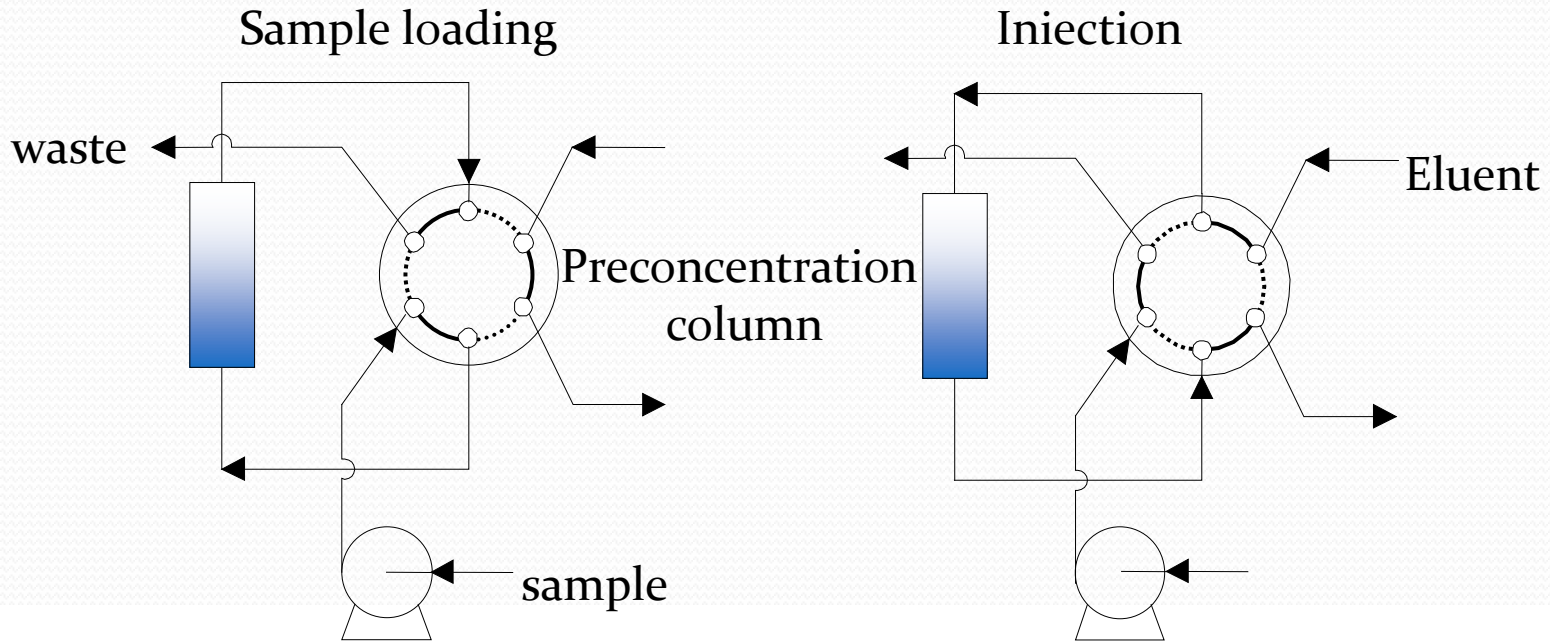 Sample loading
Iniection
waste
Eluent
Preconcentration
column
sample